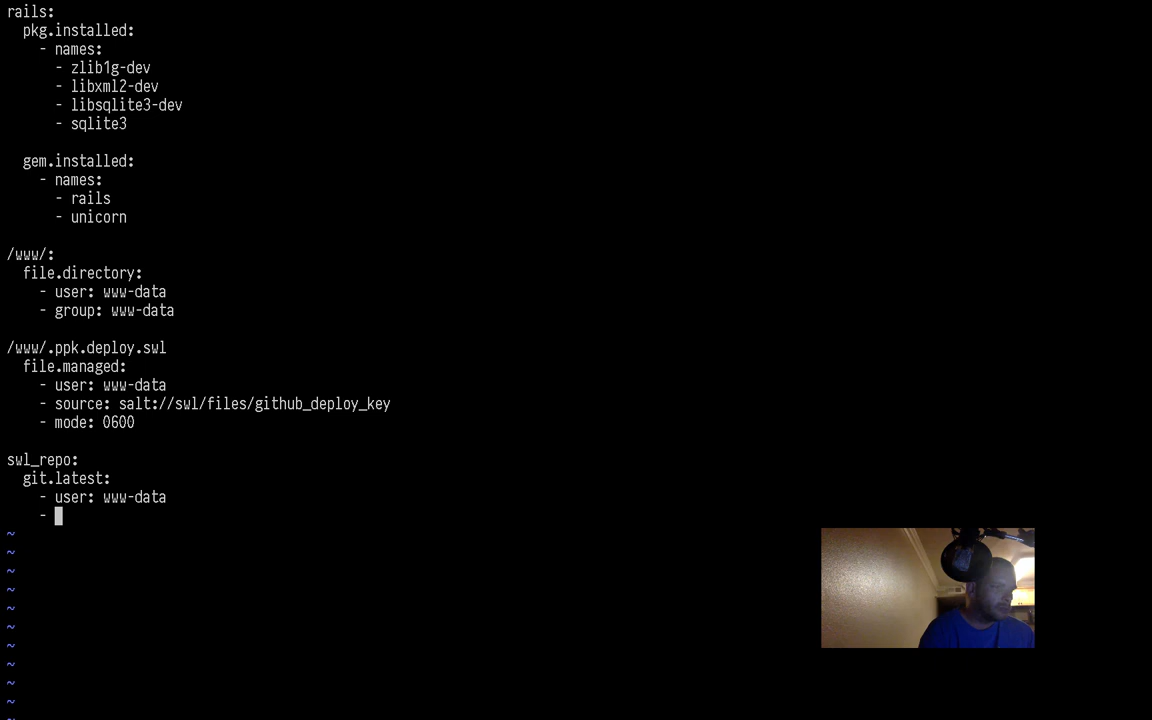 rails:
  pkg.installed:
    - names:
      - zlib1g-dev
      - libxml2-dev
      - libsqlite3-dev
      - sqlite3

  gem.installed:
    - names:
      - rails
      - unicorn

/www/:
  file.directory:
    - user: www-data
    - group: www-data

/www/.ppk.deploy.swl
  file.managed:
    - user: www-data
    - source: salt://swl/files/github_deploy_key
    - mode: 0600

swl_repo:
  git.latest:
    - user: www-data
    -
~
~
~
~
~
~
~
~
~
~
~